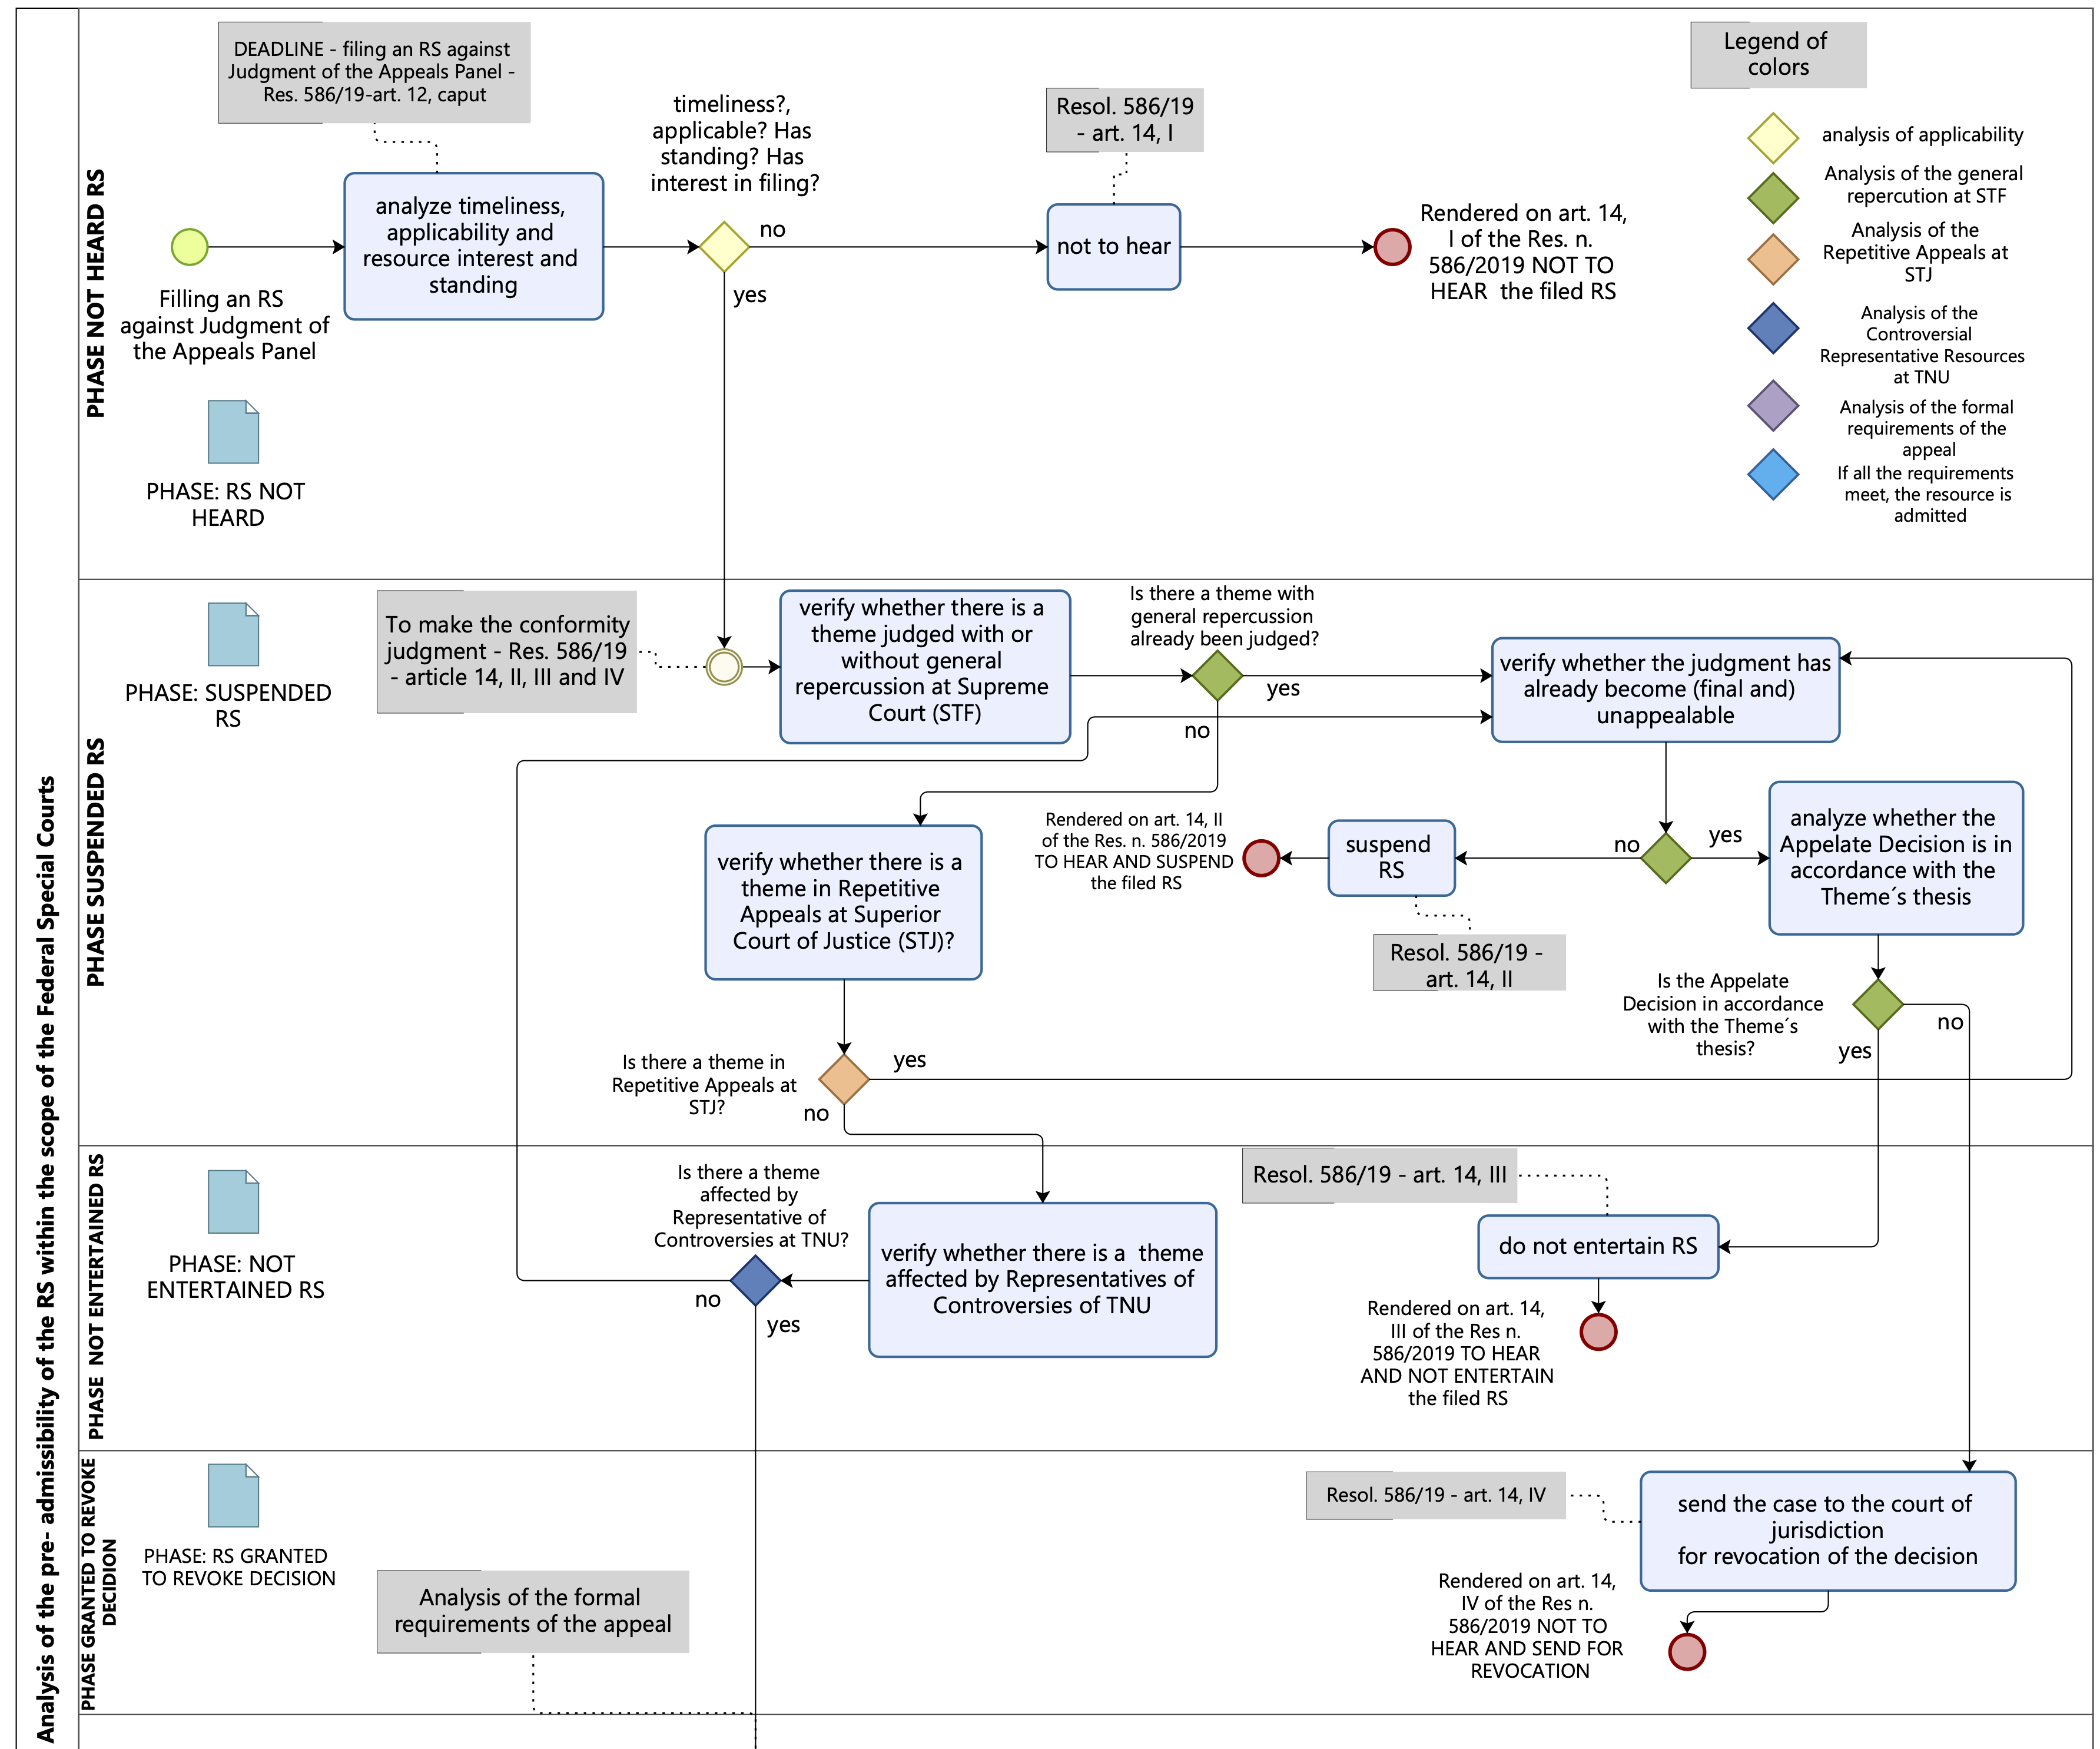 Analysis of the pre- admissibility of the RS within the scope of the Federal Special Courts
PHASE NOT HEARD RS
DEADLINE - filing an RS against
Judgment of the Appeals Panel -
Res. 586/19-art. 12, caput
Filling an RS
against Judgment of
the Appeals Panel
analyze timeliness,
applicability and
resource interest and
standing
timeliness?,
applicable? Has
standing? Has
interest in filing?
no
yes
Resol. 586/19
- art. 14, I
not to hear
Rendered on art. 14,
I of the Res. n.
586/2019 NOT TO
HEAR the filed RS
PHASE: RS NOT
HEARD
Legend of
colors
analysis of applicability
Analysis of the general
repercution at STF
Analysis of the
Repetitive Appeals at
STJ
Analysis of the
Controversial
Representative Resources
at TNU
Analysis of the formal
requirements of the
appeal
If all the requirements
meet, the resource is
admitted
PHASE SUSPENDED RS
PHASE: SUSPENDED
RS
To make the conformity
judgment - Res. 586/19
- article 14, II, III and IV
verify whether there is a
theme judged with or
without general
repercussion at Supreme
Court (STF)
Is there a theme with
general repercussion
already been judged?
yes
no
verify whether the judgment has
already become (final and)
unappealable
no
yes
suspend
RS
Resol. 586/19 -
art. 14, II
Rendered on art. 14, II
of the Res. n. 586/2019
TO HEAR AND SUSPEND
the filed RS
analyze whether the
Appelate Decision is in
accordance with the
Theme´s thesis
Is the Appelate
Decision in accordance
with the Theme´s
thesis?
yes
no
verify whether there is a
theme in Repetitive
Appeals at Superior
Court of Justice (STJ)?
Is there a theme in
Repetitive Appeals at
STJ?
yes
no
PHASE NOT ENTERTAINED RS
PHASE: NOT
ENTERTAINED RS
Is there a theme
affected by
Representative of
Controversies at TNU?
no
yes
verify whether there is a theme
affected by Representatives of
Controversies of TNU
Resol. 586/19 - art. 14, III
do not entertain RS
Rendered on art. 14,
III of the Res n.
586/2019 TO HEAR
AND NOT ENTERTAIN
the filed RS
PHASE GRANTED TO REVOKE
DECIDION
PHASE: RS GRANTED
TO REVOKE DECISION
Analysis of the formal
requirements of the appeal
Resol. 586/19 - art. 14, IV
send the case to the court of
jurisdiction
for revocation of the decision
Rendered on art. 14,
IV of the Res n.
586/2019 NOT TO
HEAR AND SEND FOR
REVOCATION